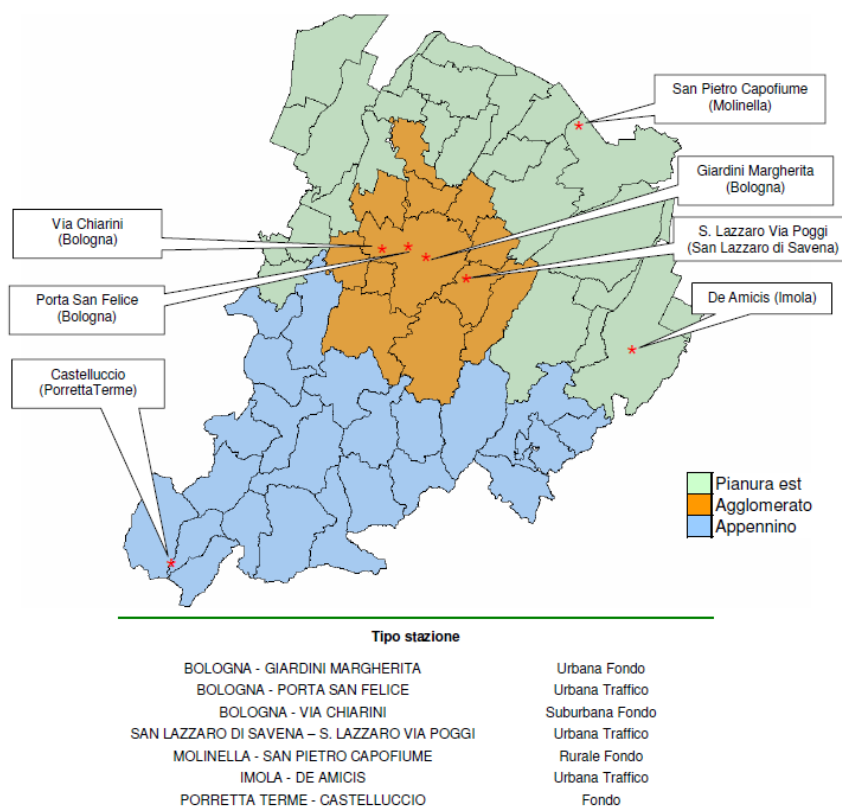 San Pietro Capofiume
(Molinella)
Giardini Margherita
(Bologna)
Via Chiarini
(Bologna)
S. Lazzaro Via Poggi
(San Lazzaro di Savena)
Porta San Felice
(Bologna)
De Amicis (Imola)
Castelluccio
(PorrettaTerme)
Pianura est
Agglomerato
Appennino
Tipo stazione
BOLOGNA - GIARDINI MARGHERITA Urbana Fondo
BOLOGNA - PORTA SAN FELICE Urbana Traffico
BOLOGNA - VIA CHIARINI Suburbana Fondo
SAN LAZZARO DI SAVENA – S. LAZZARO VIA POGGI Urbana Traffico
MOLINELLA - SAN PIETRO CAPOFIUME Rurale Fondo
IMOLA - DE AMICIS Urbana Traffico
PORRETTA TERME - CASTELLUCCIO Fondo